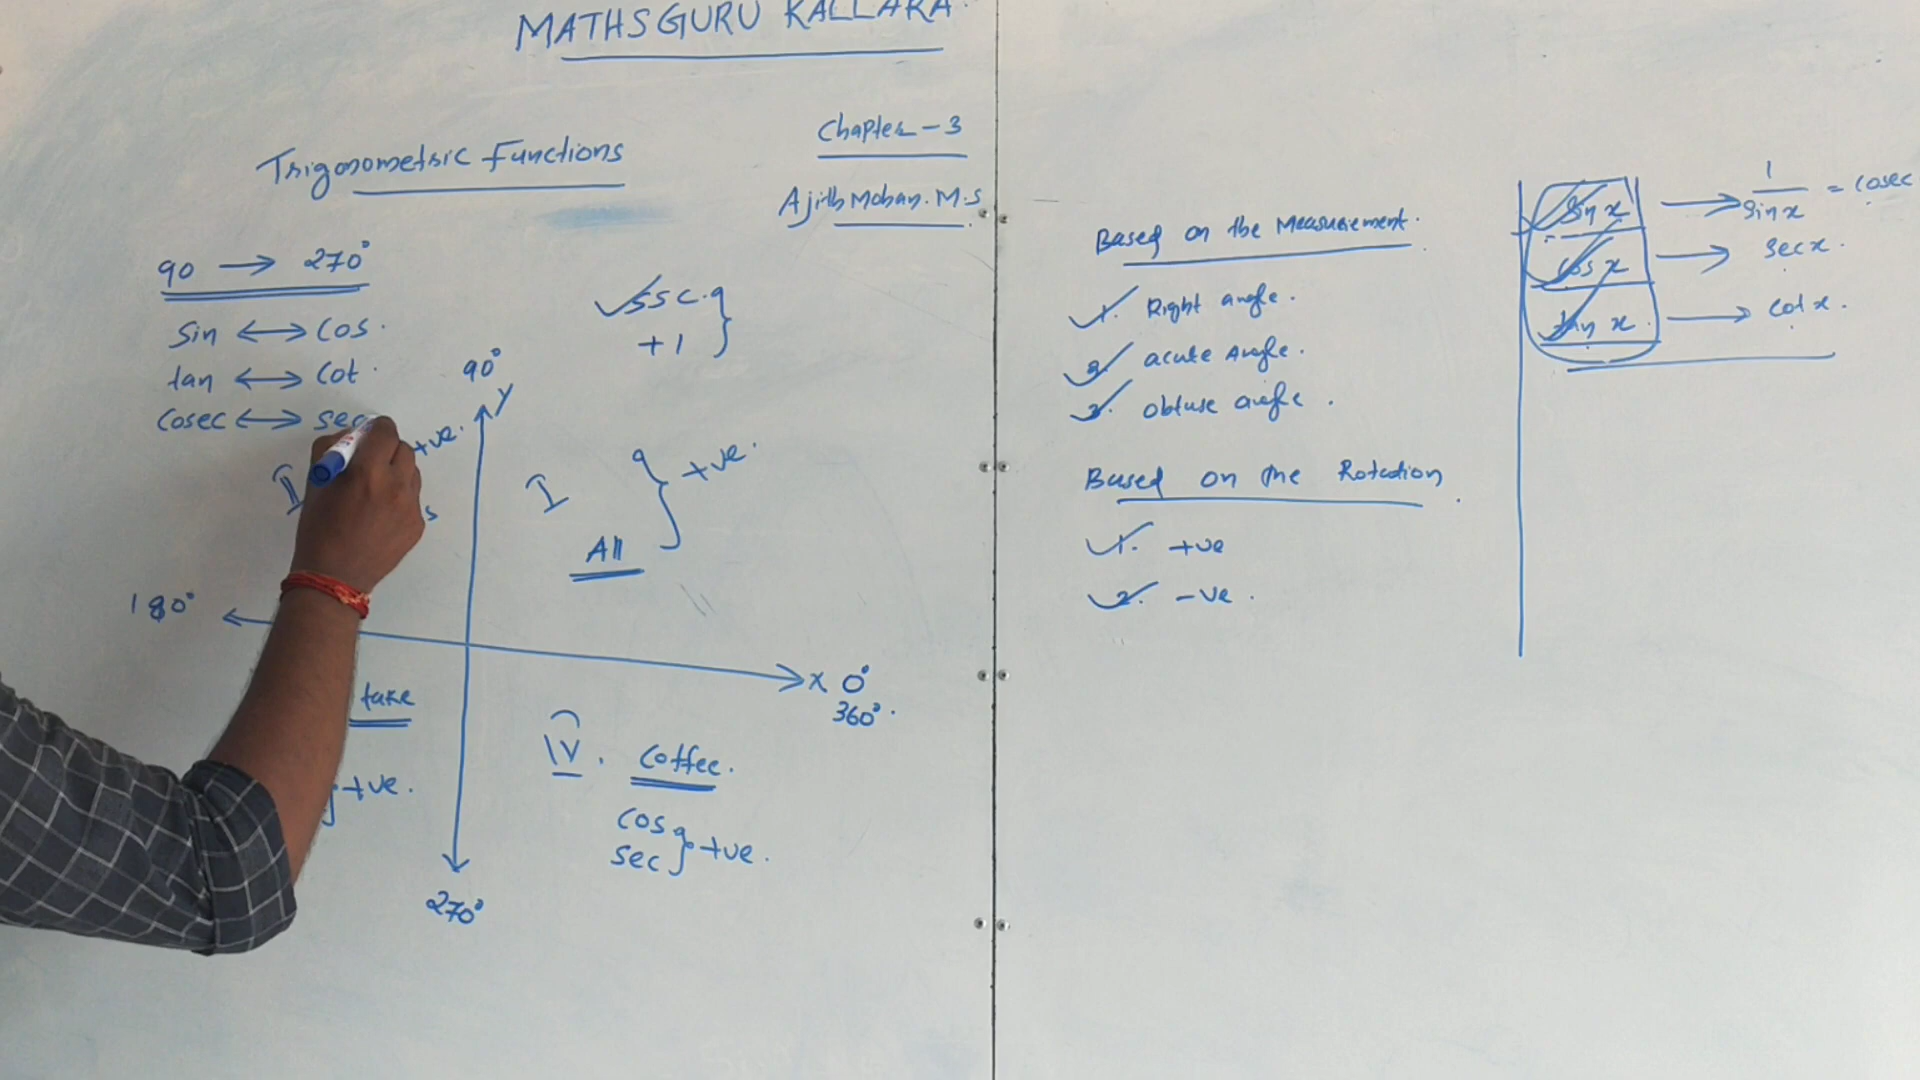 MATHSGURU KALLARA
Chapter-3
Trigonometric Functions
Ajith Mohan.M.S
90 → 270°
Sin ↔ Cos.
tan ↔ Cot.
Cosec ↔ sec
SSC.
+1
90°
Y
+ve.
I
All
+ve.
180°
X 0°
360°.
take
+ve.
IV. Coffee.
Cos
Sec
+ve.
270°
Based on the Measurement.
1. Right angle.
2. acute Angle.
3. obtuse angle.
Based on the Rotation.
1. +ve
2. -ve.
sin x → 1/sin x = Cosec
cos x → sec x.
tan x. → cot x.